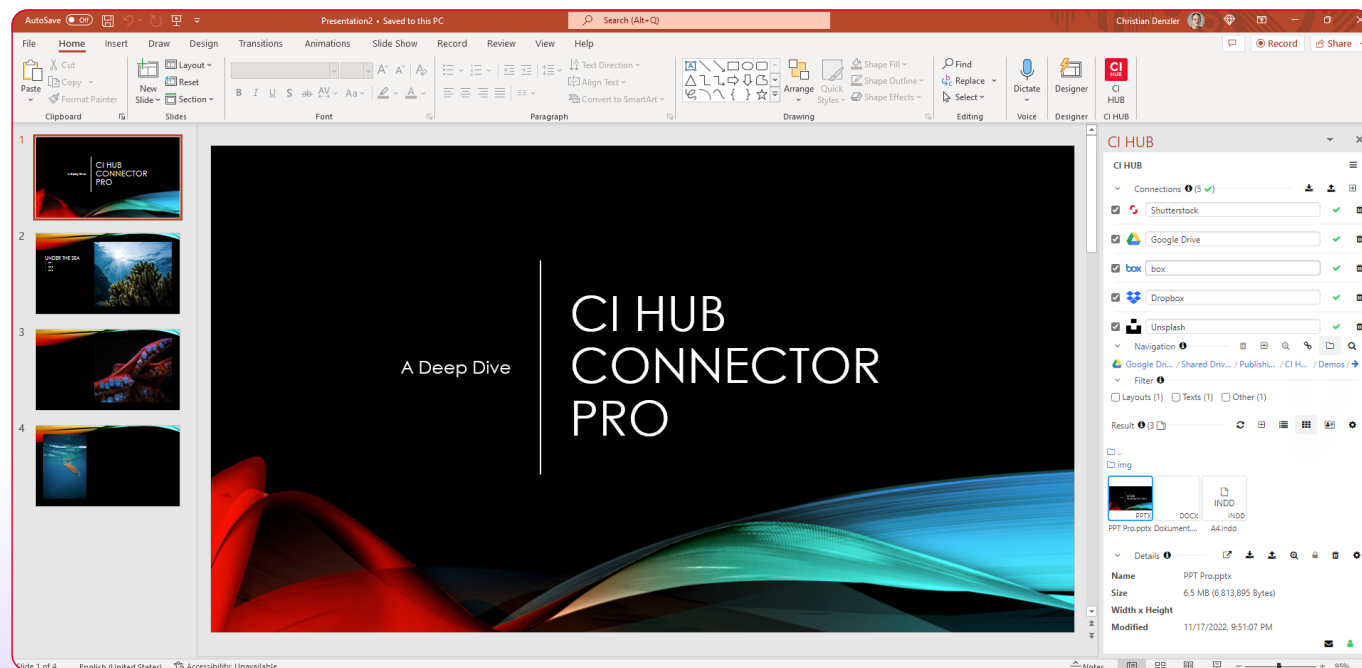 AutoSave Off
Presentation2 • Saved to this PC
Search (Alt+Q)
Christian Denzler
File Home Insert Draw Design Transitions Animations Slide Show Record Review View Help
Record
Share
Paste
Cut
Copy
Format Painter
Clipboard
New
Slide
Layout
Reset
Section
Slides
B I U S ab AV Aa A
Font
Text Direction
Align Text
Convert to SmartArt
Paragraph
Arrange
Quick
Styles
Shape Fill
Shape Outline
Shape Effects
Drawing
Find
Replace
Select
Editing
Dictate
Voice
Designer
Designer
CI
HUB
CI
HUB
CI HUB
1
A Deep Dive
CI HUB
CONNECTOR
PRO
2
UNDER THE SEA
3
4
A Deep Dive
CI HUB
CONNECTOR
PRO
CI HUB
CI HUB
Connections (5 ✓)
Shutterstock
Google Drive
box box
Dropbox
Unsplash
Navigation
Google Dri... / Shared Driv... / Publishi... / CI H... / Demos /
Filter
Layouts (1) Texts (1) Other (1)
Result (3
..
img
PPTX
DOCX
INDD
INDD
PPT Pro.pptx Dokument.... A4.indd
Details
Name PPT Pro.pptx
Size 6.5 MB (6,813,895 Bytes)
Width x Height
Modified 11/17/2022, 9:51:07 PM
Slide 1 of 4 English (United States) Accessibility: Unavailable
Notes
95%